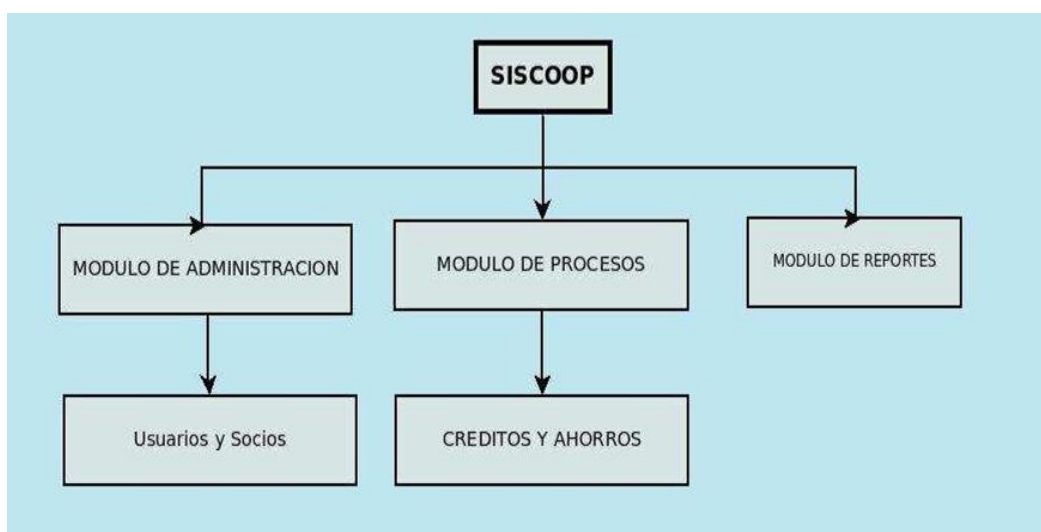 SISCOOP
MODULO DE ADMINISTRACION
MODULO DE PROCESOS
MODULO DE REPORTES
Usuarios y Socios
CREDITOS Y AHORROS